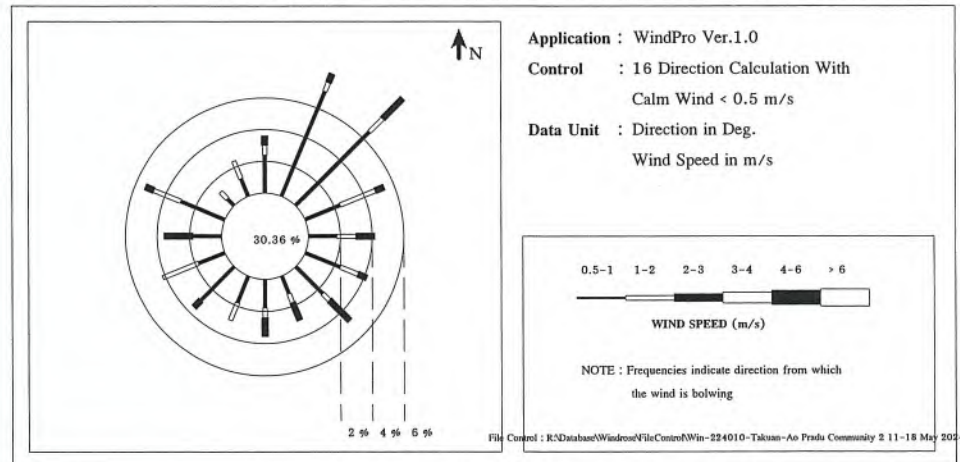 N
30.36 %
2 % 4 % 6 %
Application : WindPro Ver.1.0
Control : 16 Direction Calculation With
Calm Wind < 0.5 m/s
Data Unit : Direction in Deg.
Wind Speed in m/s
0.5-1 1-2 2-3 3-4 4-6 > 6
WIND SPEED (m/s)
NOTE : Frequencies indicate direction from which
the wind is bolwing
File Control : R:\Database\Windrose\FileControl\Win-224010-Takuan-Ao Pradu Community 2 11-18 May 202